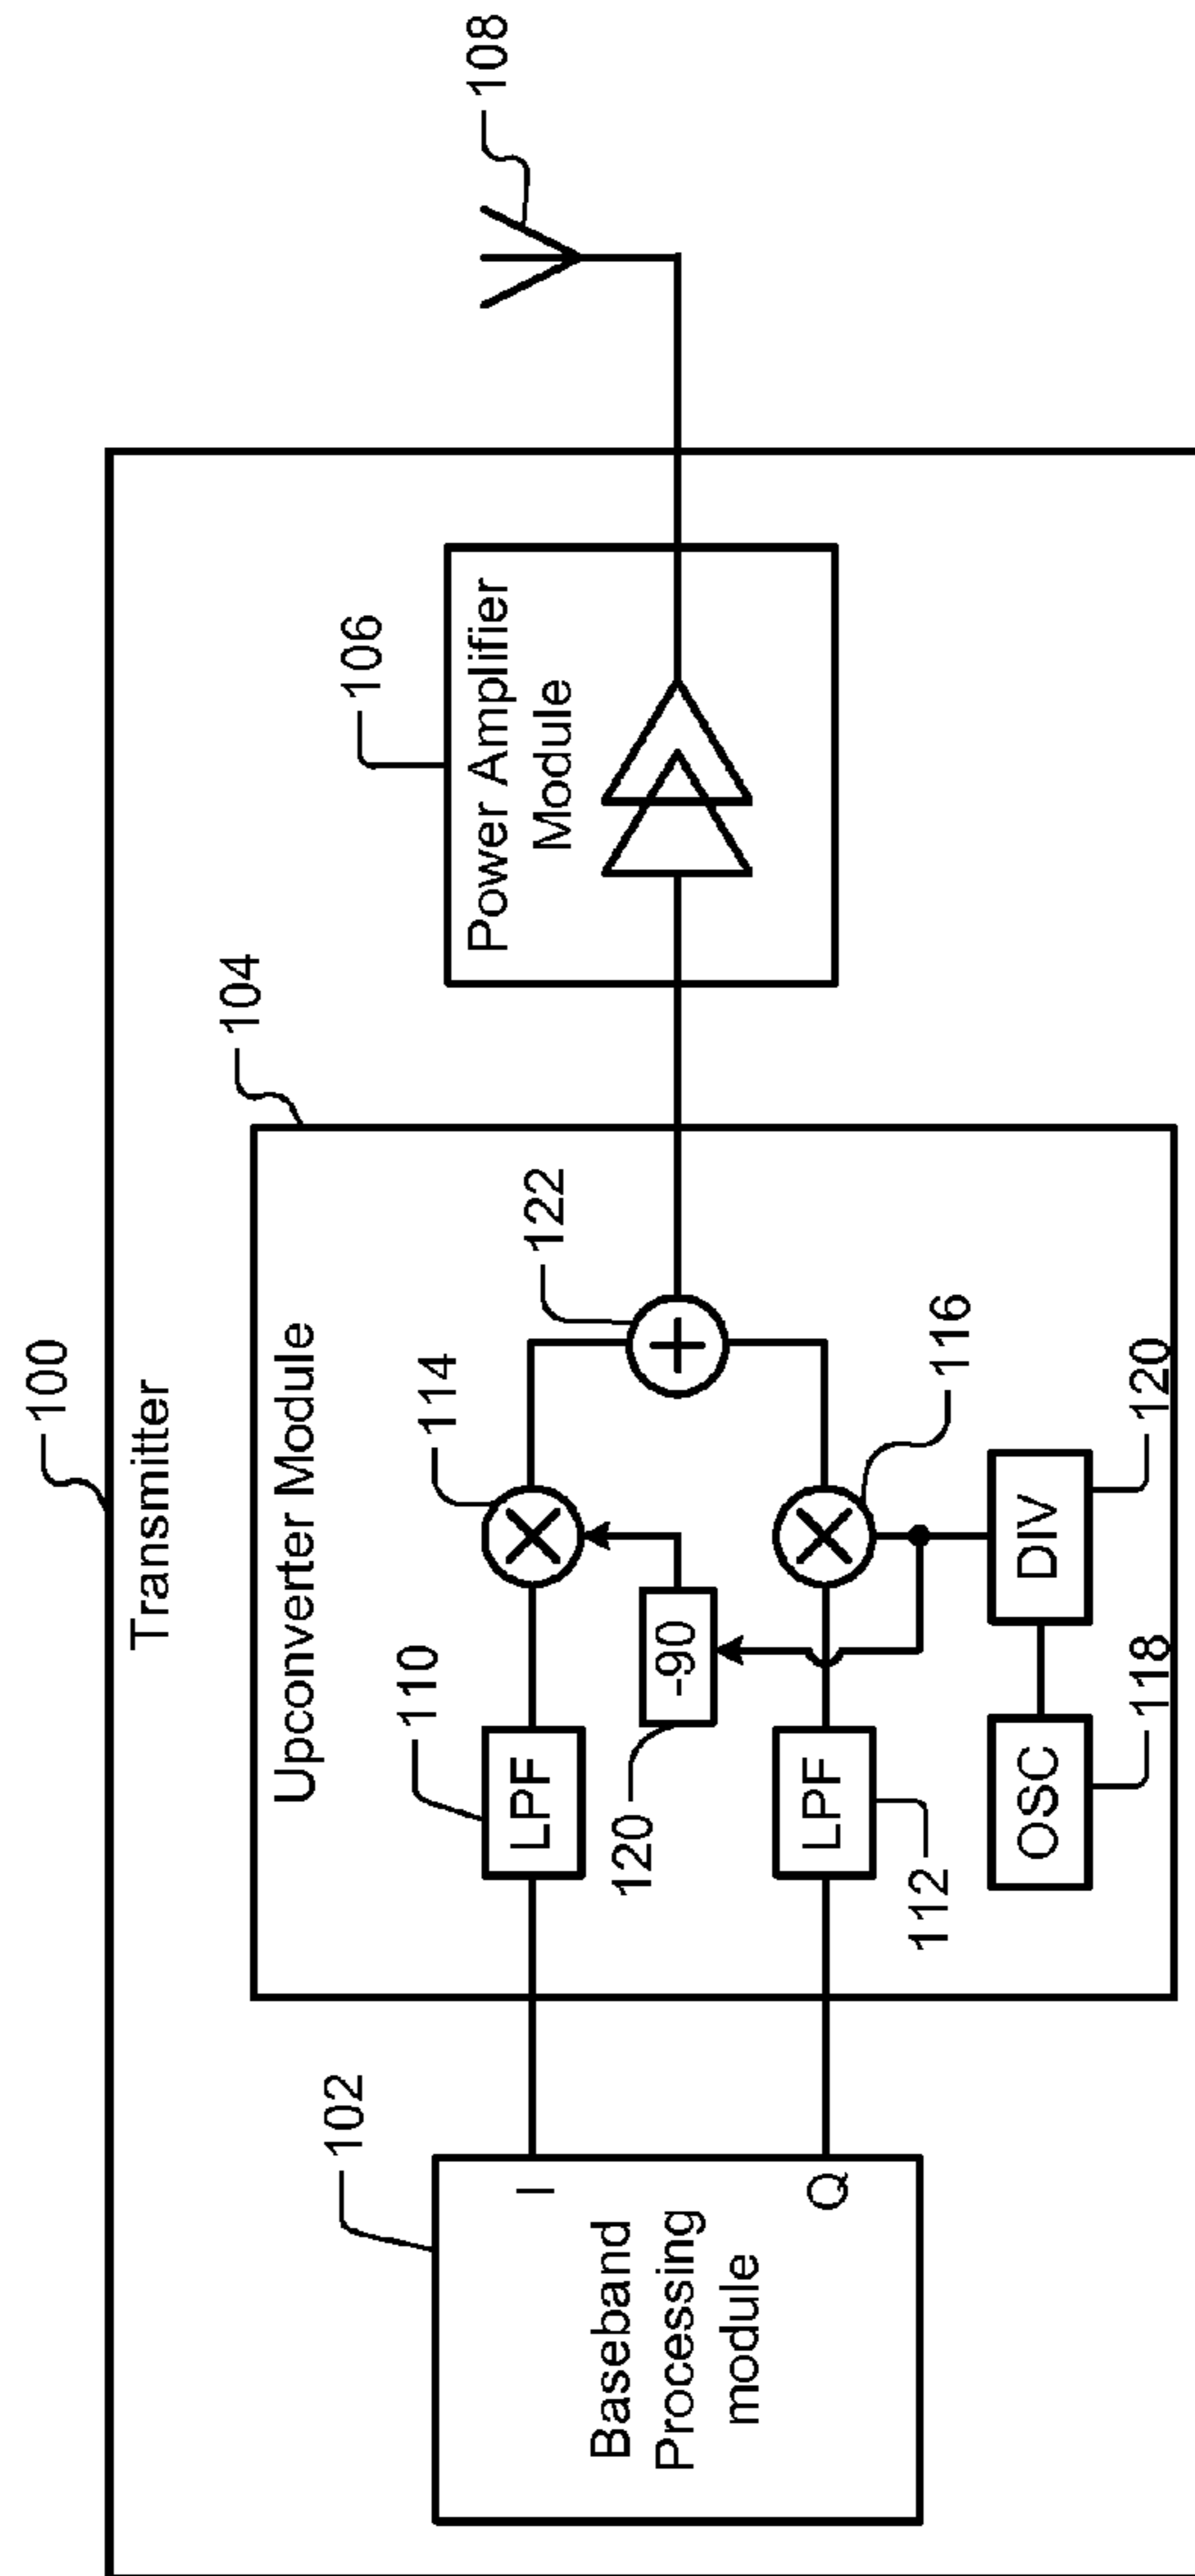 100
Transmitter
102
Baseband
Processing
module
I
Q
104
Upconverter Module
110
LPF
114
122
120
-90
LPF
112
116
OSC
118
DIV
120
106
Power Amplifier
Module
108